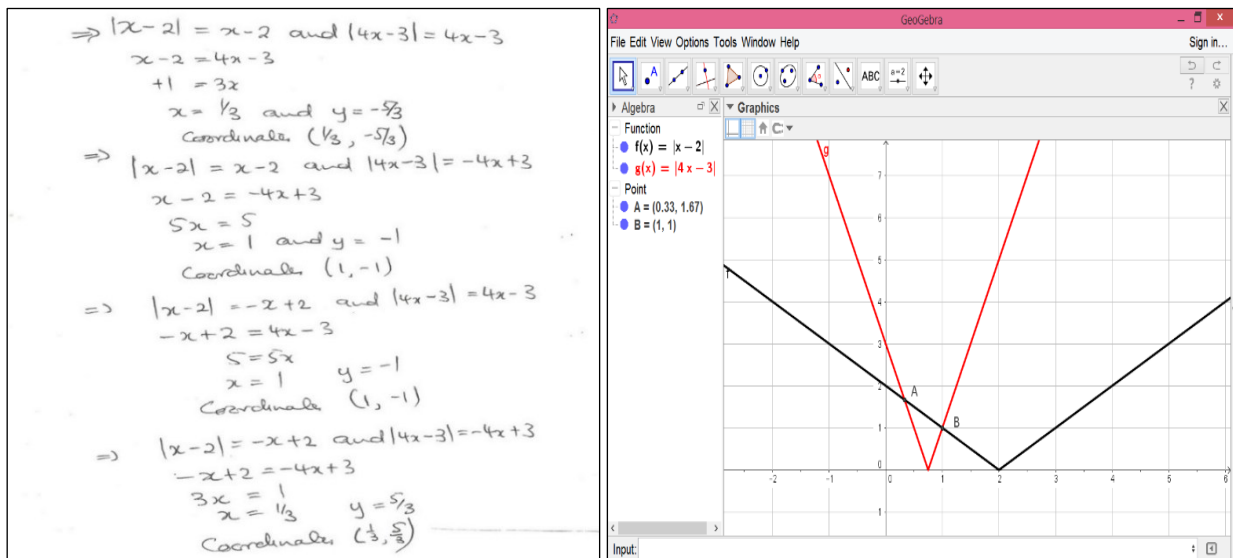 ⇒ |x-2| = x-2 and |4x-3| = 4x-3
x-2 = 4x-3
+1 = 3x
x = 1/3 and y = -5/3
Coordinates (1/3, -5/3)
⇒ |x-2| = x-2 and |4x-3| = -4x+3
x-2 = -4x+3
5x = 5
x = 1 and y = -1
Coordinates (1, -1)
⇒ |x-2| = -x+2 and |4x-3| = 4x-3
-x+2 = 4x-3
5 = 5x
x = 1 y = -1
Coordinates (1, -1)
⇒ |x-2| = -x+2 and |4x-3| = -4x+3
-x+2 = -4x+3
3x = 1
x = 1/3 y = 5/3
Coordinates (1/3, 5/3)
GeoGebra
File Edit View Options Tools Window Help
Sign in...
A
ABC
a=2
Algebra
Graphics
Function
f(x) = |x - 2|
g(x) = |4 x - 3|
Point
A = (0.33, 1.67)
B = (1, 1)
g
7
6
5
f
4
3
2
A
1
B
0
-2 -1 0 1 2 3 4 5 6
1
Input: